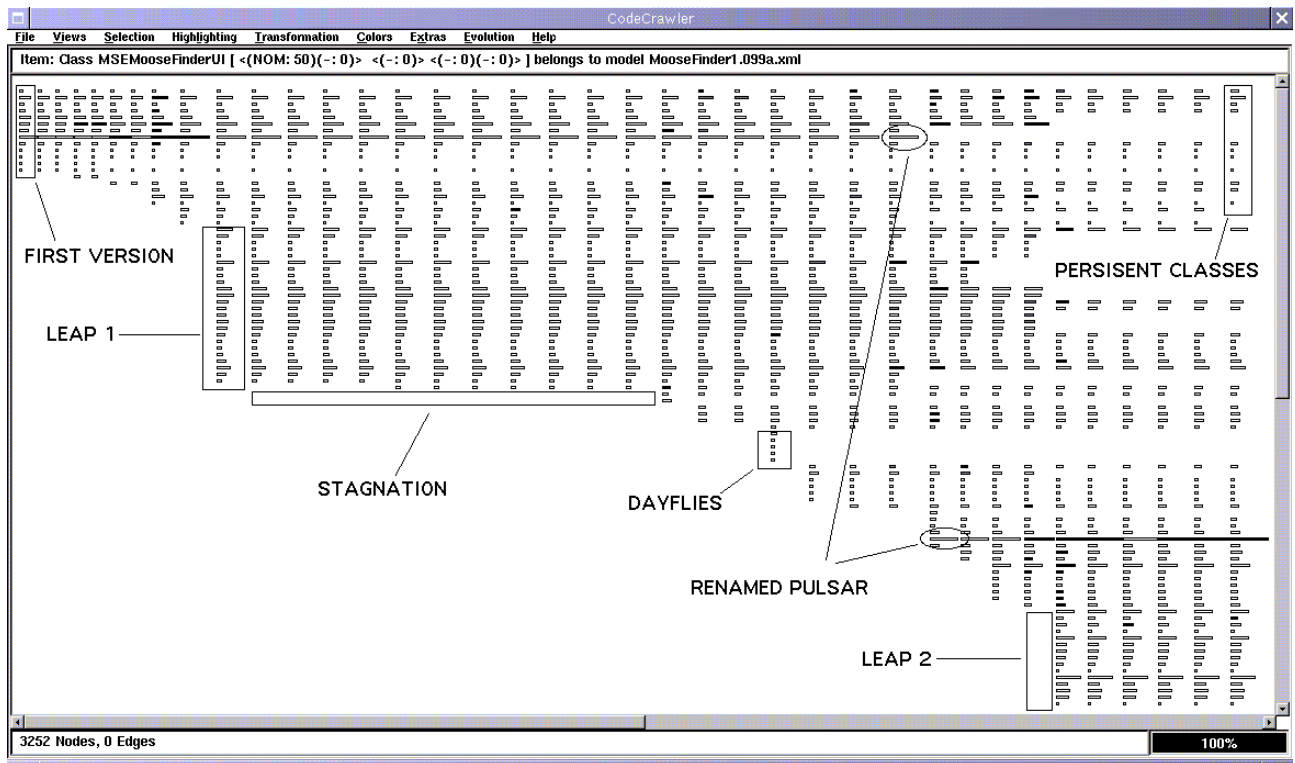 CodeCrawler
File Views Selection Highlighting Transformation Colors Extras Evolution Help
Item: Class MSEMooseFinderUI [ <(NOM: 50)(-: 0)> <(-: 0)> <(-: 0)(-: 0)> ] belongs to model MooseFinder1.099a.xml
FIRST VERSION
PERSISENT CLASSES
LEAP 1
STAGNATION
DAYFLIES
RENAMED PULSAR
LEAP 2
3252 Nodes, 0 Edges
100%